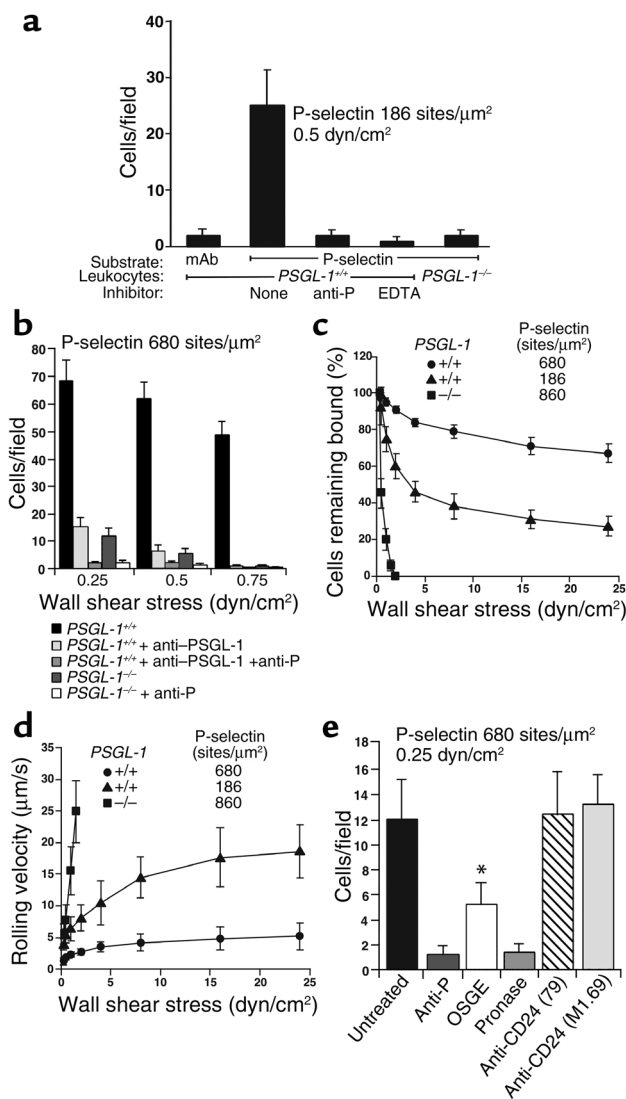 a
40
30
20
10
0
Cells/field
P-selectin 186 sites/μm²
0.5 dyn/cm²
Substrate: mAb P-selectin
Leukocytes: PSGL-1+/+ PSGL-1–/–
Inhibitor: None anti-P EDTA
b
P-selectin 680 sites/μm²
80
70
60
50
40
30
20
10
0
Cells/field
0.25 0.5 0.75
Wall shear stress (dyn/cm²)
PSGL-1+/+
PSGL-1+/+ + anti–PSGL-1
PSGL-1+/+ + anti–PSGL-1 +anti-P
PSGL-1–/–
PSGL-1–/– + anti-P
c
P-selectin
PSGL-1 (sites/μm²)
+/+ 680
+/+ 186
–/– 860
120
100
80
60
40
20
0
Cells remaining bound (%)
0 5 10 15 20 25
Wall shear stress (dyn/cm²)
d
P-selectin
PSGL-1 (sites/μm²)
+/+ 680
+/+ 186
–/– 860
35
30
25
20
15
10
5
0
Rolling velocity (μm/s)
0 5 10 15 20 25
Wall shear stress (dyn/cm²)
e
P-selectin 680 sites/μm²
0.25 dyn/cm²
18
16
14
12
10
8
6
4
2
0
Cells/field
*
Untreated
Anti-P
OSGE
Pronase
Anti-CD24 (79)
Anti-CD24 (M1.69)